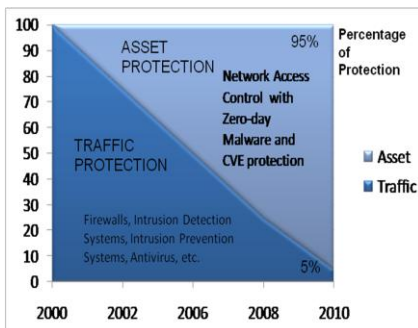 100
90
80
70
60
50
40
30
20
10
0
ASSET
PROTECTION
95%
Network Access
Control with
Zero-day
Malware and
CVE protection
TRAFFIC
PROTECTION
Firewalls, Intrusion Detection
Systems, Intrusion Prevention
Systems, Antivirus, etc.
5%
2000 2002 2006 2008 2010
Percentage
of
Protection
Asset
Traffic